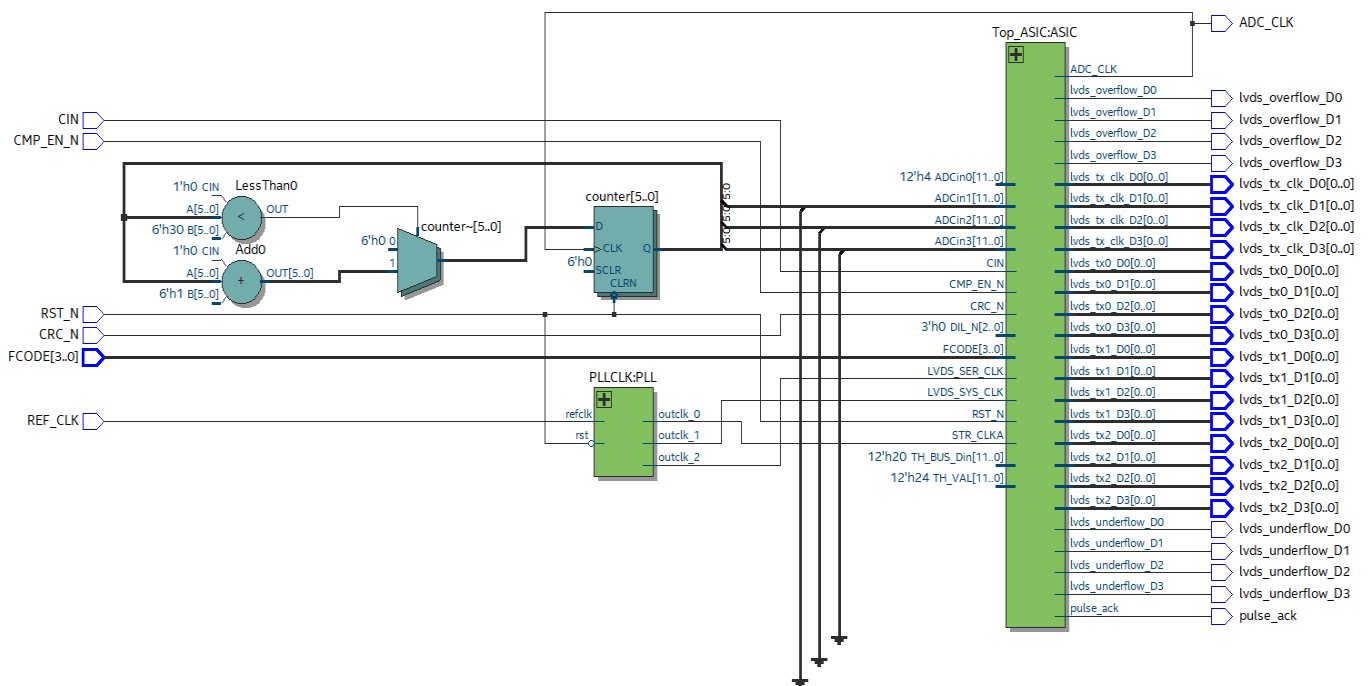 Top_ASIC:ASIC
ADC_CLK
ADC_CLK
lvds_overflow_D0
lvds_overflow_D0
lvds_overflow_D1
lvds_overflow_D1
CIN
lvds_overflow_D2
lvds_overflow_D2
CMP_EN_N
lvds_overflow_D3
lvds_overflow_D3
1'h0 CIN
LessThan0
A[5..0]
<
OUT
6'h30 B[5..0]
1'h0 CIN
Add0
A[5..0]
+
OUT[5..0]
6'h1 B[5..0]
counter~[5..0]
6'h0 0
1
counter[5..0]
D
CLK
Q
6'h0
SCLR
CLRN
5:0
5:0
5:0
12'h4 ADCin0[11..0]
lvds_tx_clk_D0[0..0]
lvds_tx_clk_D0[0..0]
ADCin1[11..0]
lvds_tx_clk_D1[0..0]
lvds_tx_clk_D1[0..0]
ADCin2[11..0]
lvds_tx_clk_D2[0..0]
lvds_tx_clk_D2[0..0]
ADCin3[11..0]
lvds_tx_clk_D3[0..0]
lvds_tx_clk_D3[0..0]
CIN
lvds_tx0_D0[0..0]
lvds_tx0_D0[0..0]
CMP_EN_N
lvds_tx0_D1[0..0]
lvds_tx0_D1[0..0]
RST_N
CRC_N
lvds_tx0_D2[0..0]
lvds_tx0_D2[0..0]
CRC_N
3'h0 DIL_N[2..0]
lvds_tx0_D3[0..0]
lvds_tx0_D3[0..0]
FCODE[3..0]
FCODE[3..0]
lvds_tx1_D0[0..0]
lvds_tx1_D0[0..0]
PLLCLK:PLL
LVDS_SER_CLK
lvds_tx1_D1[0..0]
lvds_tx1_D1[0..0]
LVDS_SYS_CLK
lvds_tx1_D2[0..0]
lvds_tx1_D2[0..0]
REF_CLK
refclk
outclk_0
RST_N
lvds_tx1_D3[0..0]
lvds_tx1_D3[0..0]
rst
outclk_1
STR_CLKA
lvds_tx2_D0[0..0]
lvds_tx2_D0[0..0]
outclk_2
12'h20 TH_BUS_Din[11..0]
lvds_tx2_D1[0..0]
lvds_tx2_D1[0..0]
12'h24 TH_VAL[11..0]
lvds_tx2_D2[0..0]
lvds_tx2_D2[0..0]
lvds_tx2_D3[0..0]
lvds_tx2_D3[0..0]
lvds_underflow_D0
lvds_underflow_D0
lvds_underflow_D1
lvds_underflow_D1
lvds_underflow_D2
lvds_underflow_D2
lvds_underflow_D3
lvds_underflow_D3
pulse_ack
pulse_ack